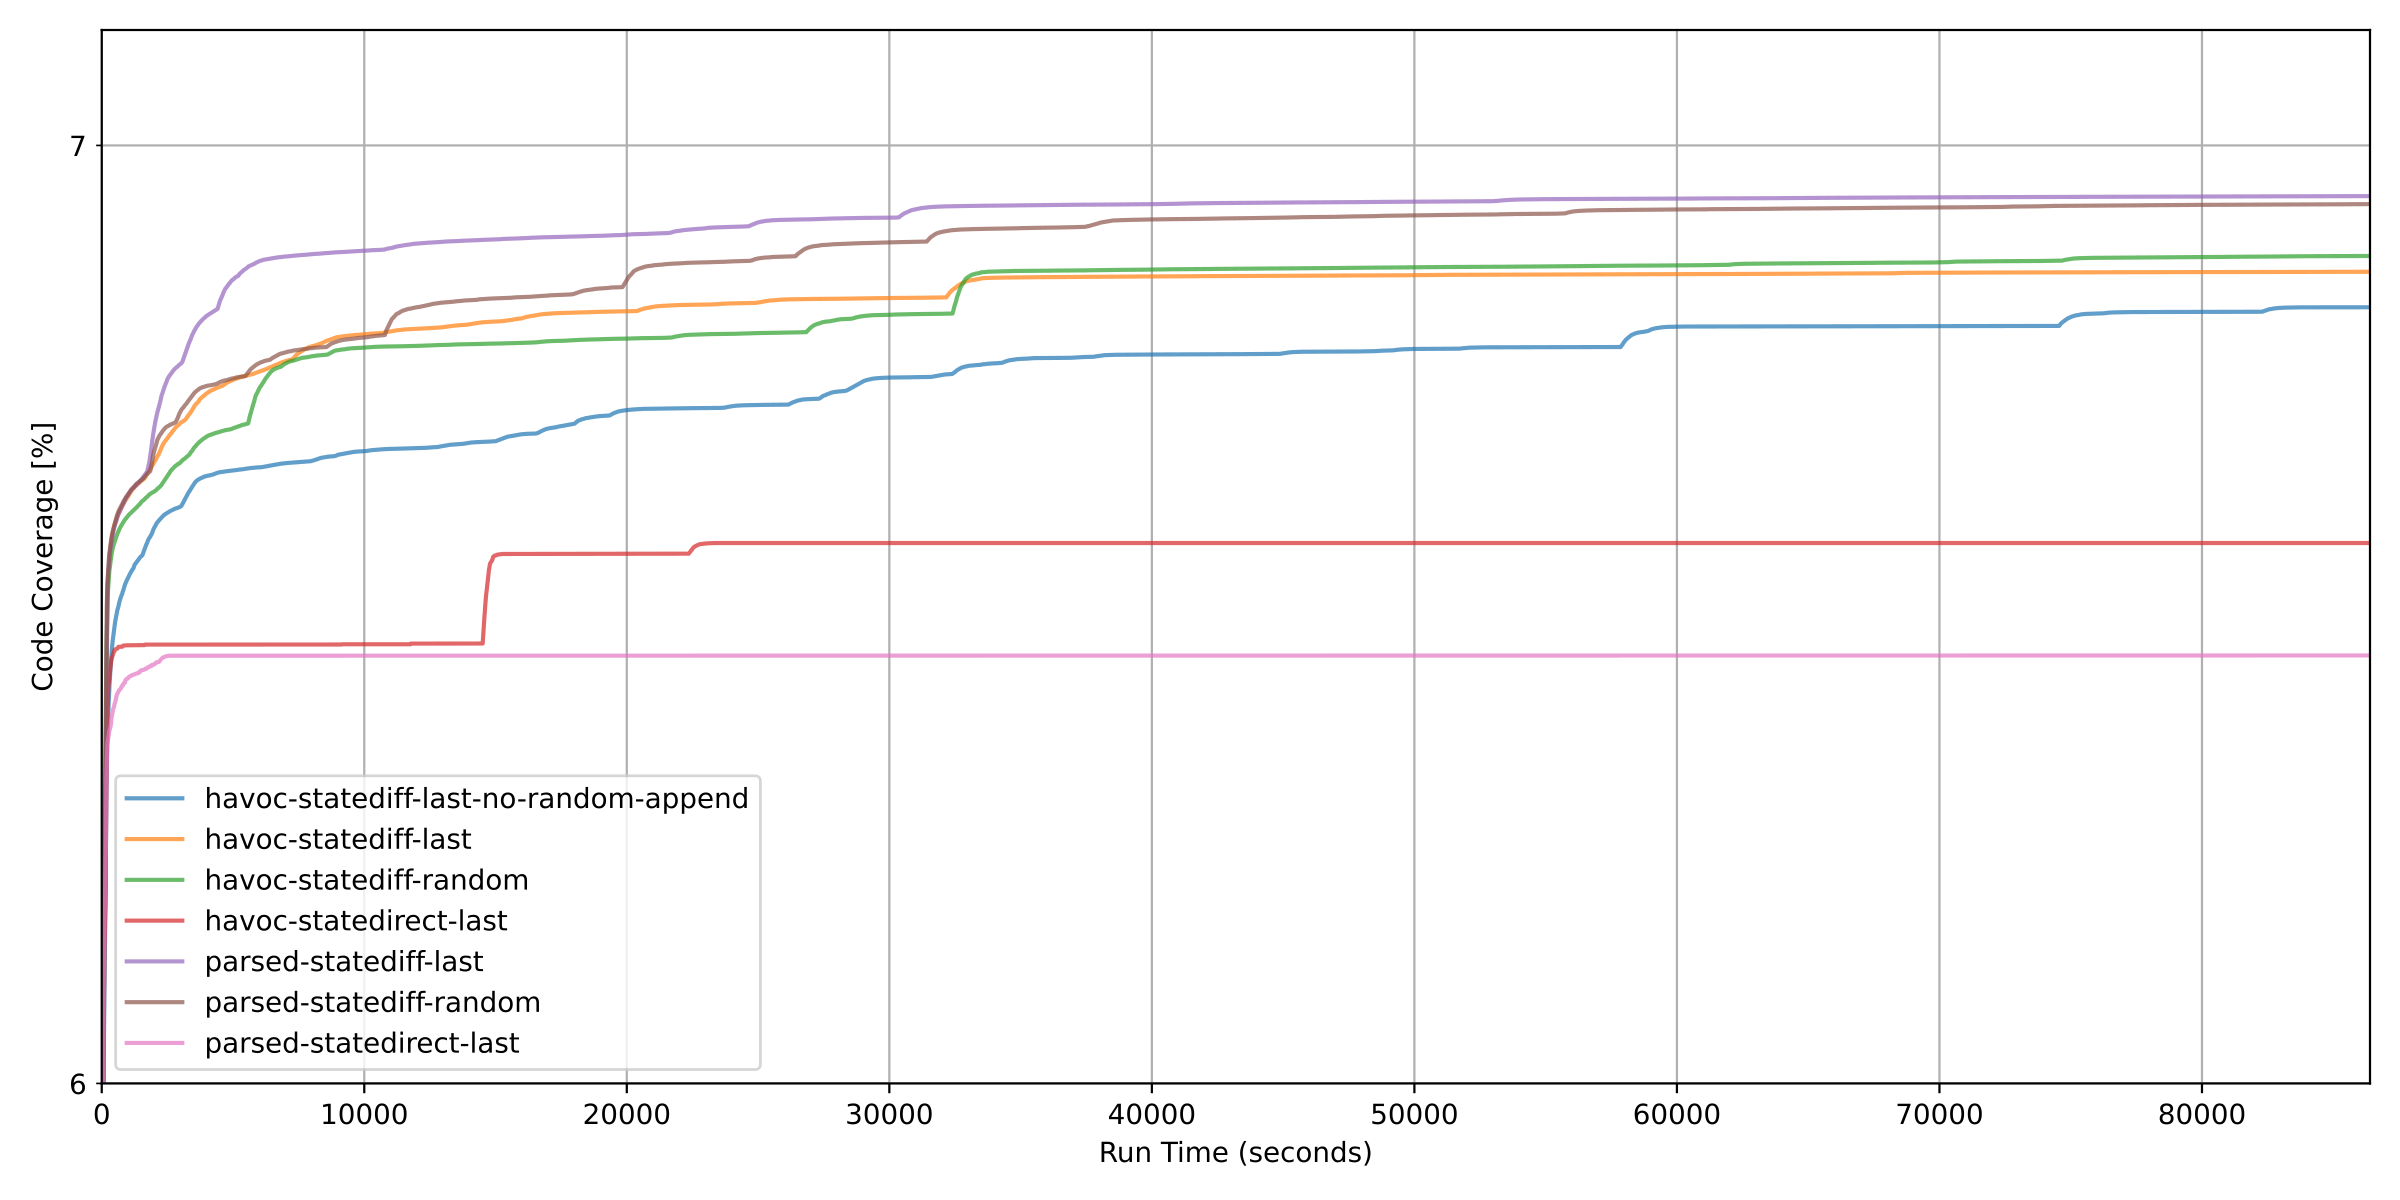 7
Code Coverage [%]
6
havoc-statediff-last-no-random-append
havoc-statediff-last
havoc-statediff-random
havoc-statedirect-last
parsed-statediff-last
parsed-statediff-random
parsed-statedirect-last
0 10000 20000 30000 40000 50000 60000 70000 80000
Run Time (seconds)